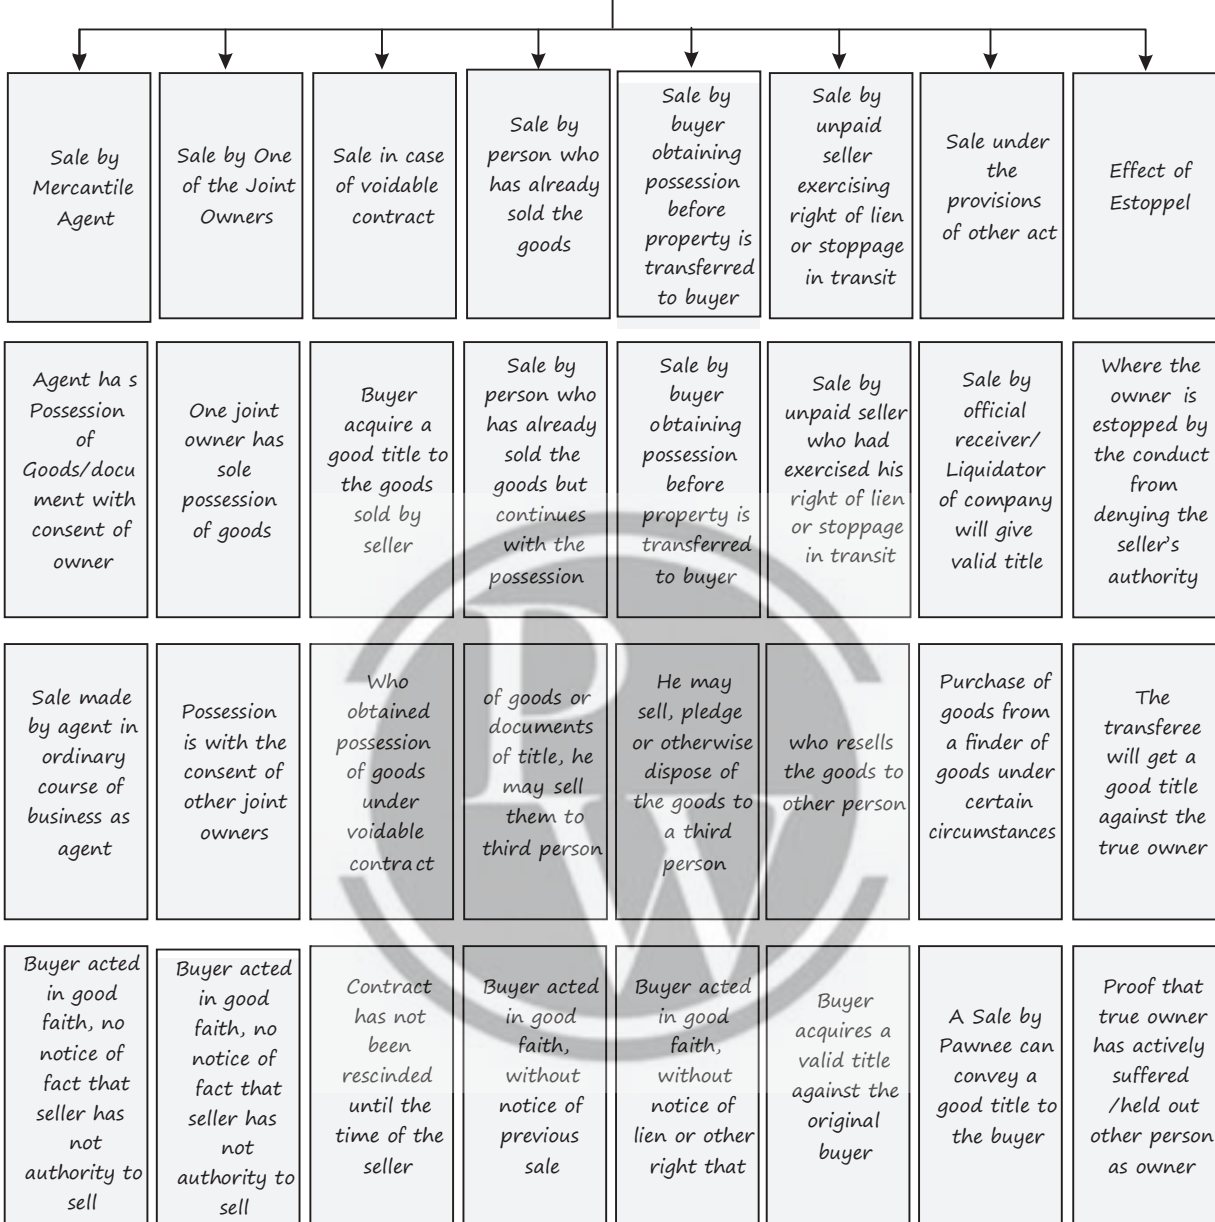 Sale by
Mercantile
Agent
Sale by One
of the Joint
Owners
Sale in case
of voidable
contract
Sale by
person who
has already
sold the
goods
Sale by
buyer
obtaining
possession
before
property is
transferred
to buyer
Sale by
unpaid
seller
exercising
right of lien
or stoppage
in transit
Sale under
the
provisions
of other act
Effect of
Estoppel
Agent ha s
Possession
of
Goods/docu
ment with
consent of
owner
One joint
owner has
sole
possession
of goods
Buyer
acquire a
good title to
the goods
sold by
seller
Sale by
person who
has already
sold the
goods but
continues
with the
possession
Sale by
buyer
obtaining
possession
before
property is
transferred
to buyer
Sale by
unpaid seller
who had
exercised his
right of lien
or stoppage
in transit
Sale by
official
receiver/
Liquidator
of company
will give
valid title
Where the
owner is
estopped by
the conduct
from
denying the
seller's
authority
Sale made
by agent in
ordinary
course of
business as
agent
Possession
is with the
consent of
other joint
owners
Who
obtained
possession
of goods
under
voidable
contract
of goods or
documents
of title, he
may sell
them to
third person
He may
sell, pledge
or otherwise
dispose of
the goods to
a third
person
who resells
the goods to
other person
Purchase of
goods from
a finder of
goods under
certain
circumstances
The
transferee
will get a
good title
against the
true owner
Buyer acted
in good
faith, no
notice of
fact that
seller has
not
authority to
sell
Buyer acted
in good
faith, no
notice of
fact that
seller has
not
authority to
sell
Contract
has not
been
rescinded
until the
time of the
seller
Buyer acted
in good
faith,
without
notice of
previous
sale
Buyer acted
in good
faith,
without
notice of
lien or other
right that
Buyer
acquires a
valid title
against the
original
buyer
A Sale by
Pawnee can
convey a
good title to
the buyer
Proof that
true owner
has actively
suffered
/held out
other person
as owner
PW